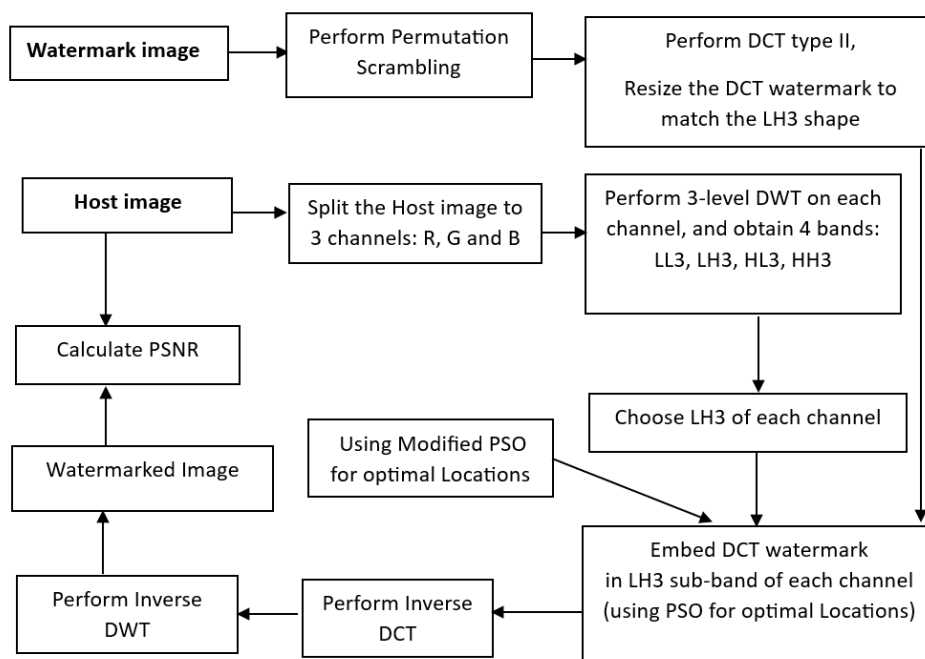 Watermark image
Perform Permutation
Scrambling
Perform DCT type II,
Resize the DCT watermark to
match the LH3 shape
Host image
Split the Host image to
3 channels: R, G and B
Perform 3-level DWT on each
channel, and obtain 4 bands:
LL3, LH3, HL3, HH3
Calculate PSNR
Choose LH3 of each channel
Using Modified PSO
for optimal Locations
Watermarked Image
Embed DCT watermark
in LH3 sub-band of each channel
(using PSO for optimal Locations)
Perform Inverse
DCT
Perform Inverse
DWT